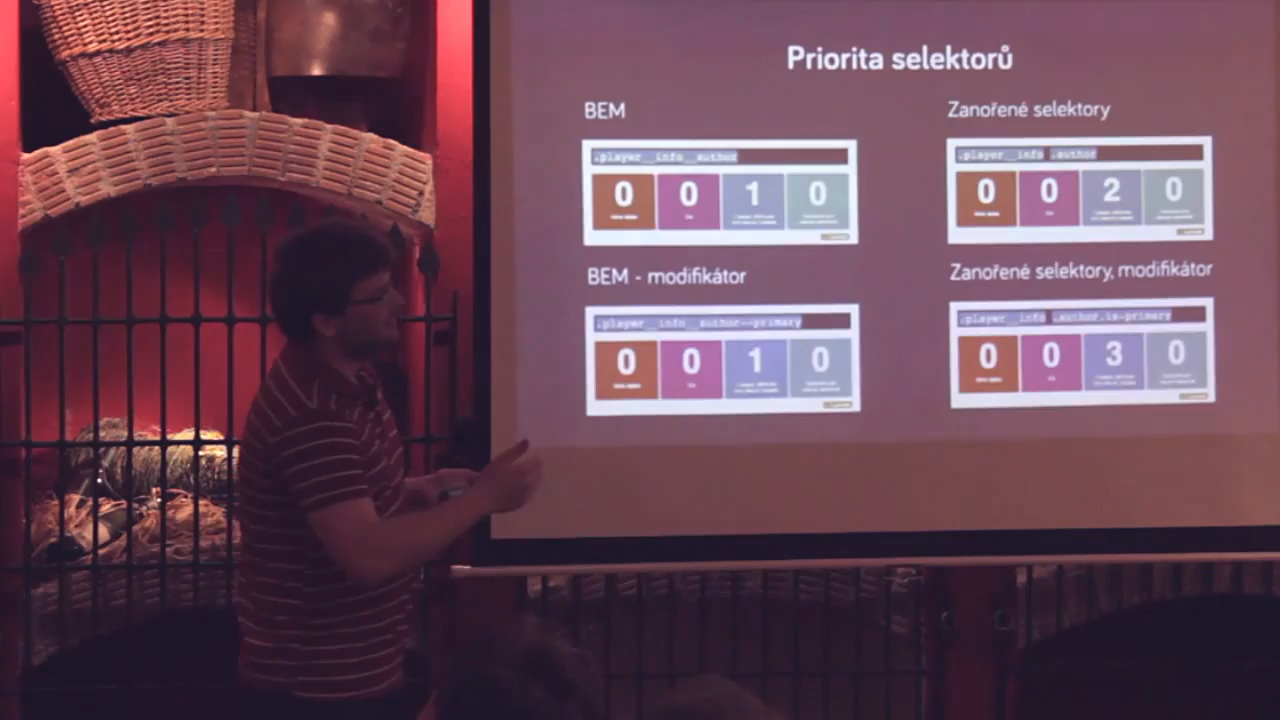 Priorita selektorů
BEM
.player__info__author
0 0 1 0
Zanořené selektory
.player__info .author
0 0 2 0
BEM - modifikátor
.player__info__author--primary
0 0 1 0
Zanořené selektory, modifikátor
.player__info .author.is-primary
0 0 3 0